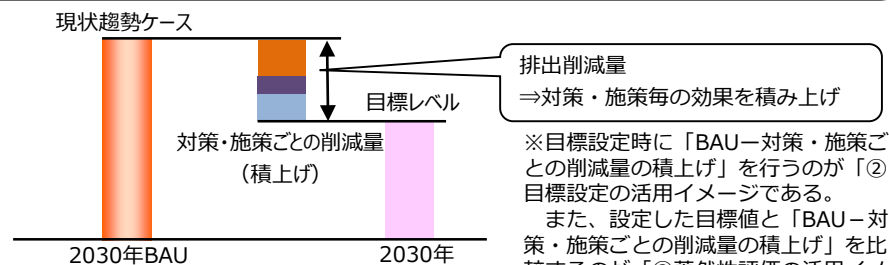 現状趨勢ケース
排出削減量
⇒対策・施策毎の効果を積み上げ
目標レベル
対策・施策ごとの削減量
（積上げ）
※目標設定時に「BAUー対策・施策ご
との削減量の積上げ」を行うのが「②
目標設定の活用イメージである。
また、設定した目標値と「BAU－対
策・施策ごとの削減量の積上げ」を比
2030年BAU
2030年